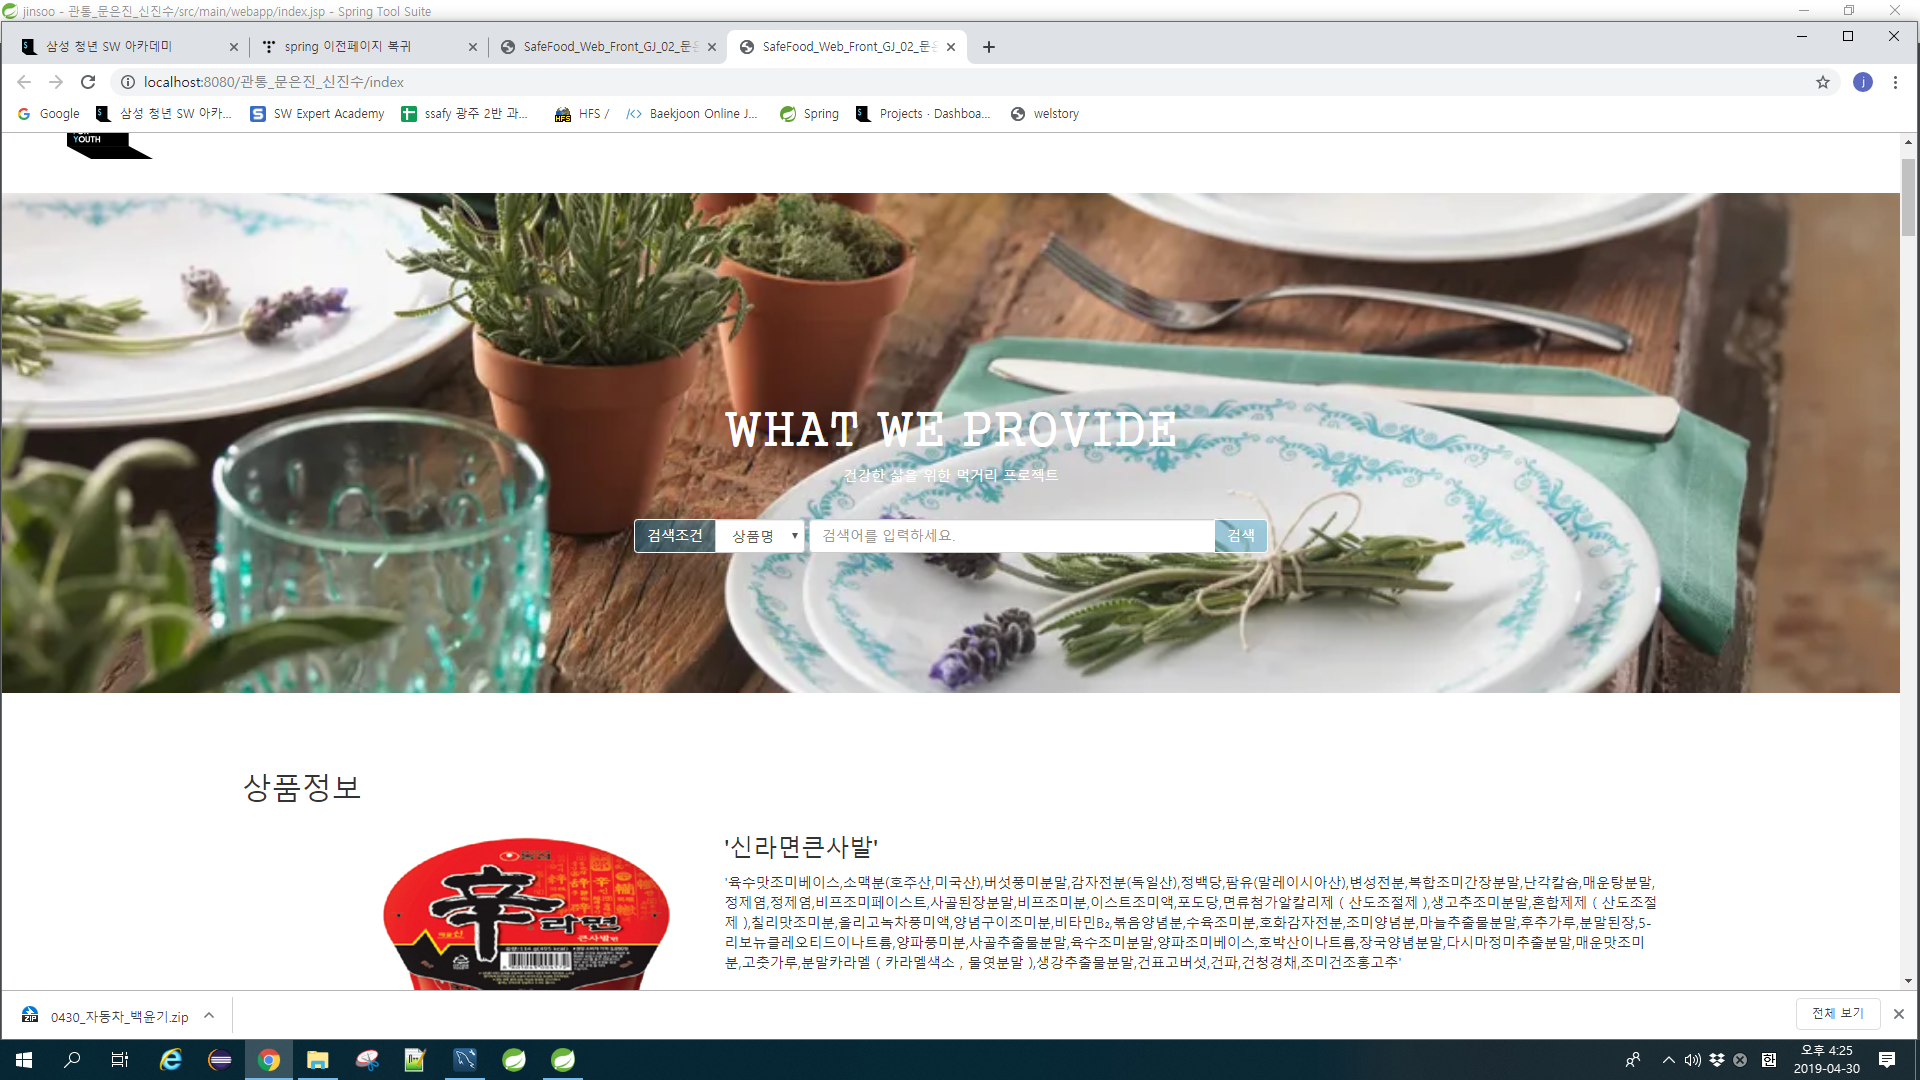 jinsoo - 관통_문은진_신진수/src/main/webapp/index.jsp - Spring Tool Suite
삼성 청년 SW 아카데미
spring 이전페이지 복귀
SafeFood_Web_Front_GJ_02_문은
SafeFood_Web_Front_GJ_02_문은
localhost:8080/관통_문은진_신진수/index
j
Google
삼성 청년 SW 아카...
SW Expert Academy
ssafy 광주 2반 과...
HFS /
Baekjoon Online J...
Spring
Projects · Dashboa...
welstory
YOUTH
WHAT WE PROVIDE
건강한 삶을 위한 먹거리 프로젝트
검색조건
상품명
검색어를 입력하세요.
검색
상품정보
농심
辛라면
큰사발면
'신라면큰사발'
'육수맛조미베이스,소맥분(호주산,미국산),버섯풍미분말,감자전분(독일산),정백당,팜유(말레이시아산),변성전분,복합조미간장분말,난각칼슘,매운탕분말,
정제염,정제염,비프조미페이스트,사골된장분말,비프조미분,이스트조미액,포도당,면류첨가알칼리제 ( 산도조절제 ),생고추조미분말,혼합제제 ( 산도조절
제 ),칠리맛조미분,올리고녹차풍미액,양념구이조미분,비타민B₂,볶음양념분,수육조미분,호화감자전분,조미양념분,마늘추출물분말,후추가루,분말된장,5-
리보뉴클레오티드이나트륨,양파풍미분,사골추출물분말,육수조미분말,양파조미베이스,호박산이나트륨,장국양념분말,다시마정미추출분말,매운맛조미
분,고춧가루,분말카라멜 ( 카라멜색소 , 물엿분말 ),생강추출물분말,건표고버섯,건파,건청경채,조미건조홍고추'
0430_자동차_백윤기.zip
전체 보기
한
오후 4:25
2019-04-30